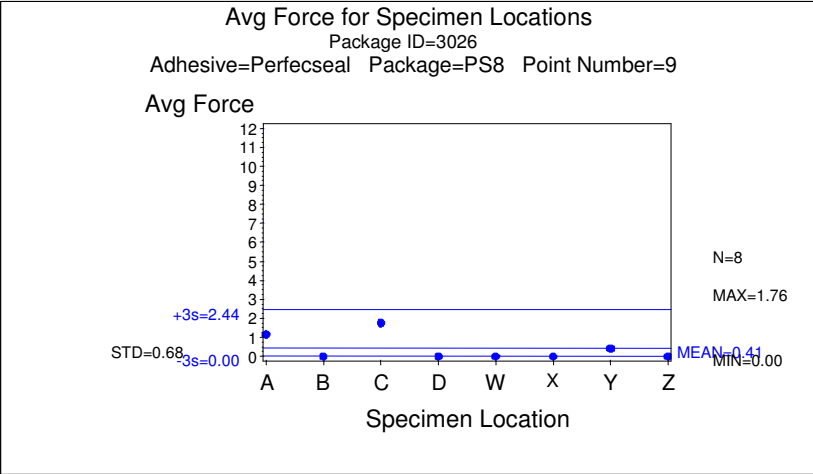 Avg Force for Specimen Locations
Package ID=3026
Adhesive=Perfecseal Package=PS8 Point Number=9
Avg Force
12
11
10
9
8
7
6
5
4
3
2
1
0
+3s=2.44
STD=0.68
-3s=0.00
N=8
MAX=1.76
MEAN=0.41
MIN=0.00
A B C D W X Y Z
Specimen Location